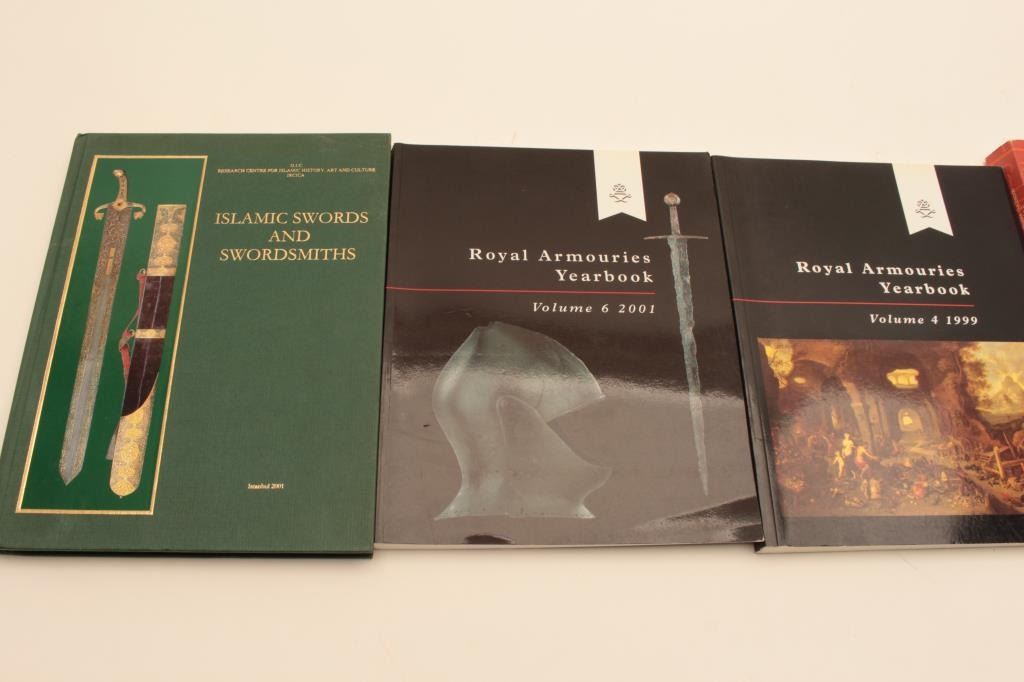 O.I.C
RESEARCH CENTRE FOR ISLAMIC HISTORY, ART AND CULTURE
IRCICA
ISLAMIC SWORDS
AND
SWORDSMITHS
Istanbul 2001
Royal Armouries
Yearbook
Volume 6 2001
Royal Armouries
Yearbook
Volume 4 1999